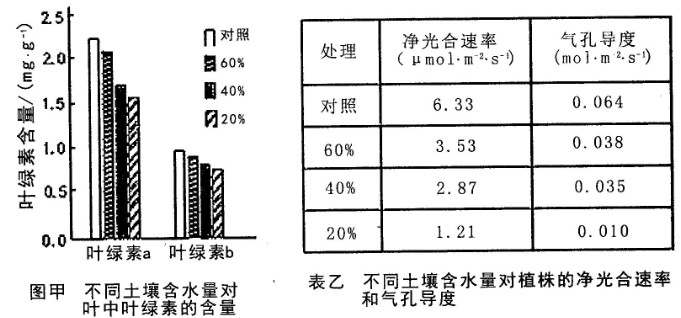 叶绿素含量/(mg·g⁻¹)
2.5
2.0
1.5
1.0
0.5
0.0
对照
60%
40%
20%
叶绿素a 叶绿素b
图甲 不同土壤含水量对
叶中叶绿素的含量
处理 净光合速率 气孔导度
(μmol·m⁻²·s⁻¹) (mol·m⁻²·s⁻¹)
对照 6.33 0.064
60% 3.53 0.038
40% 2.87 0.035
20% 1.21 0.010
表乙 不同土壤含水量对植株的净光合速率
和气孔导度